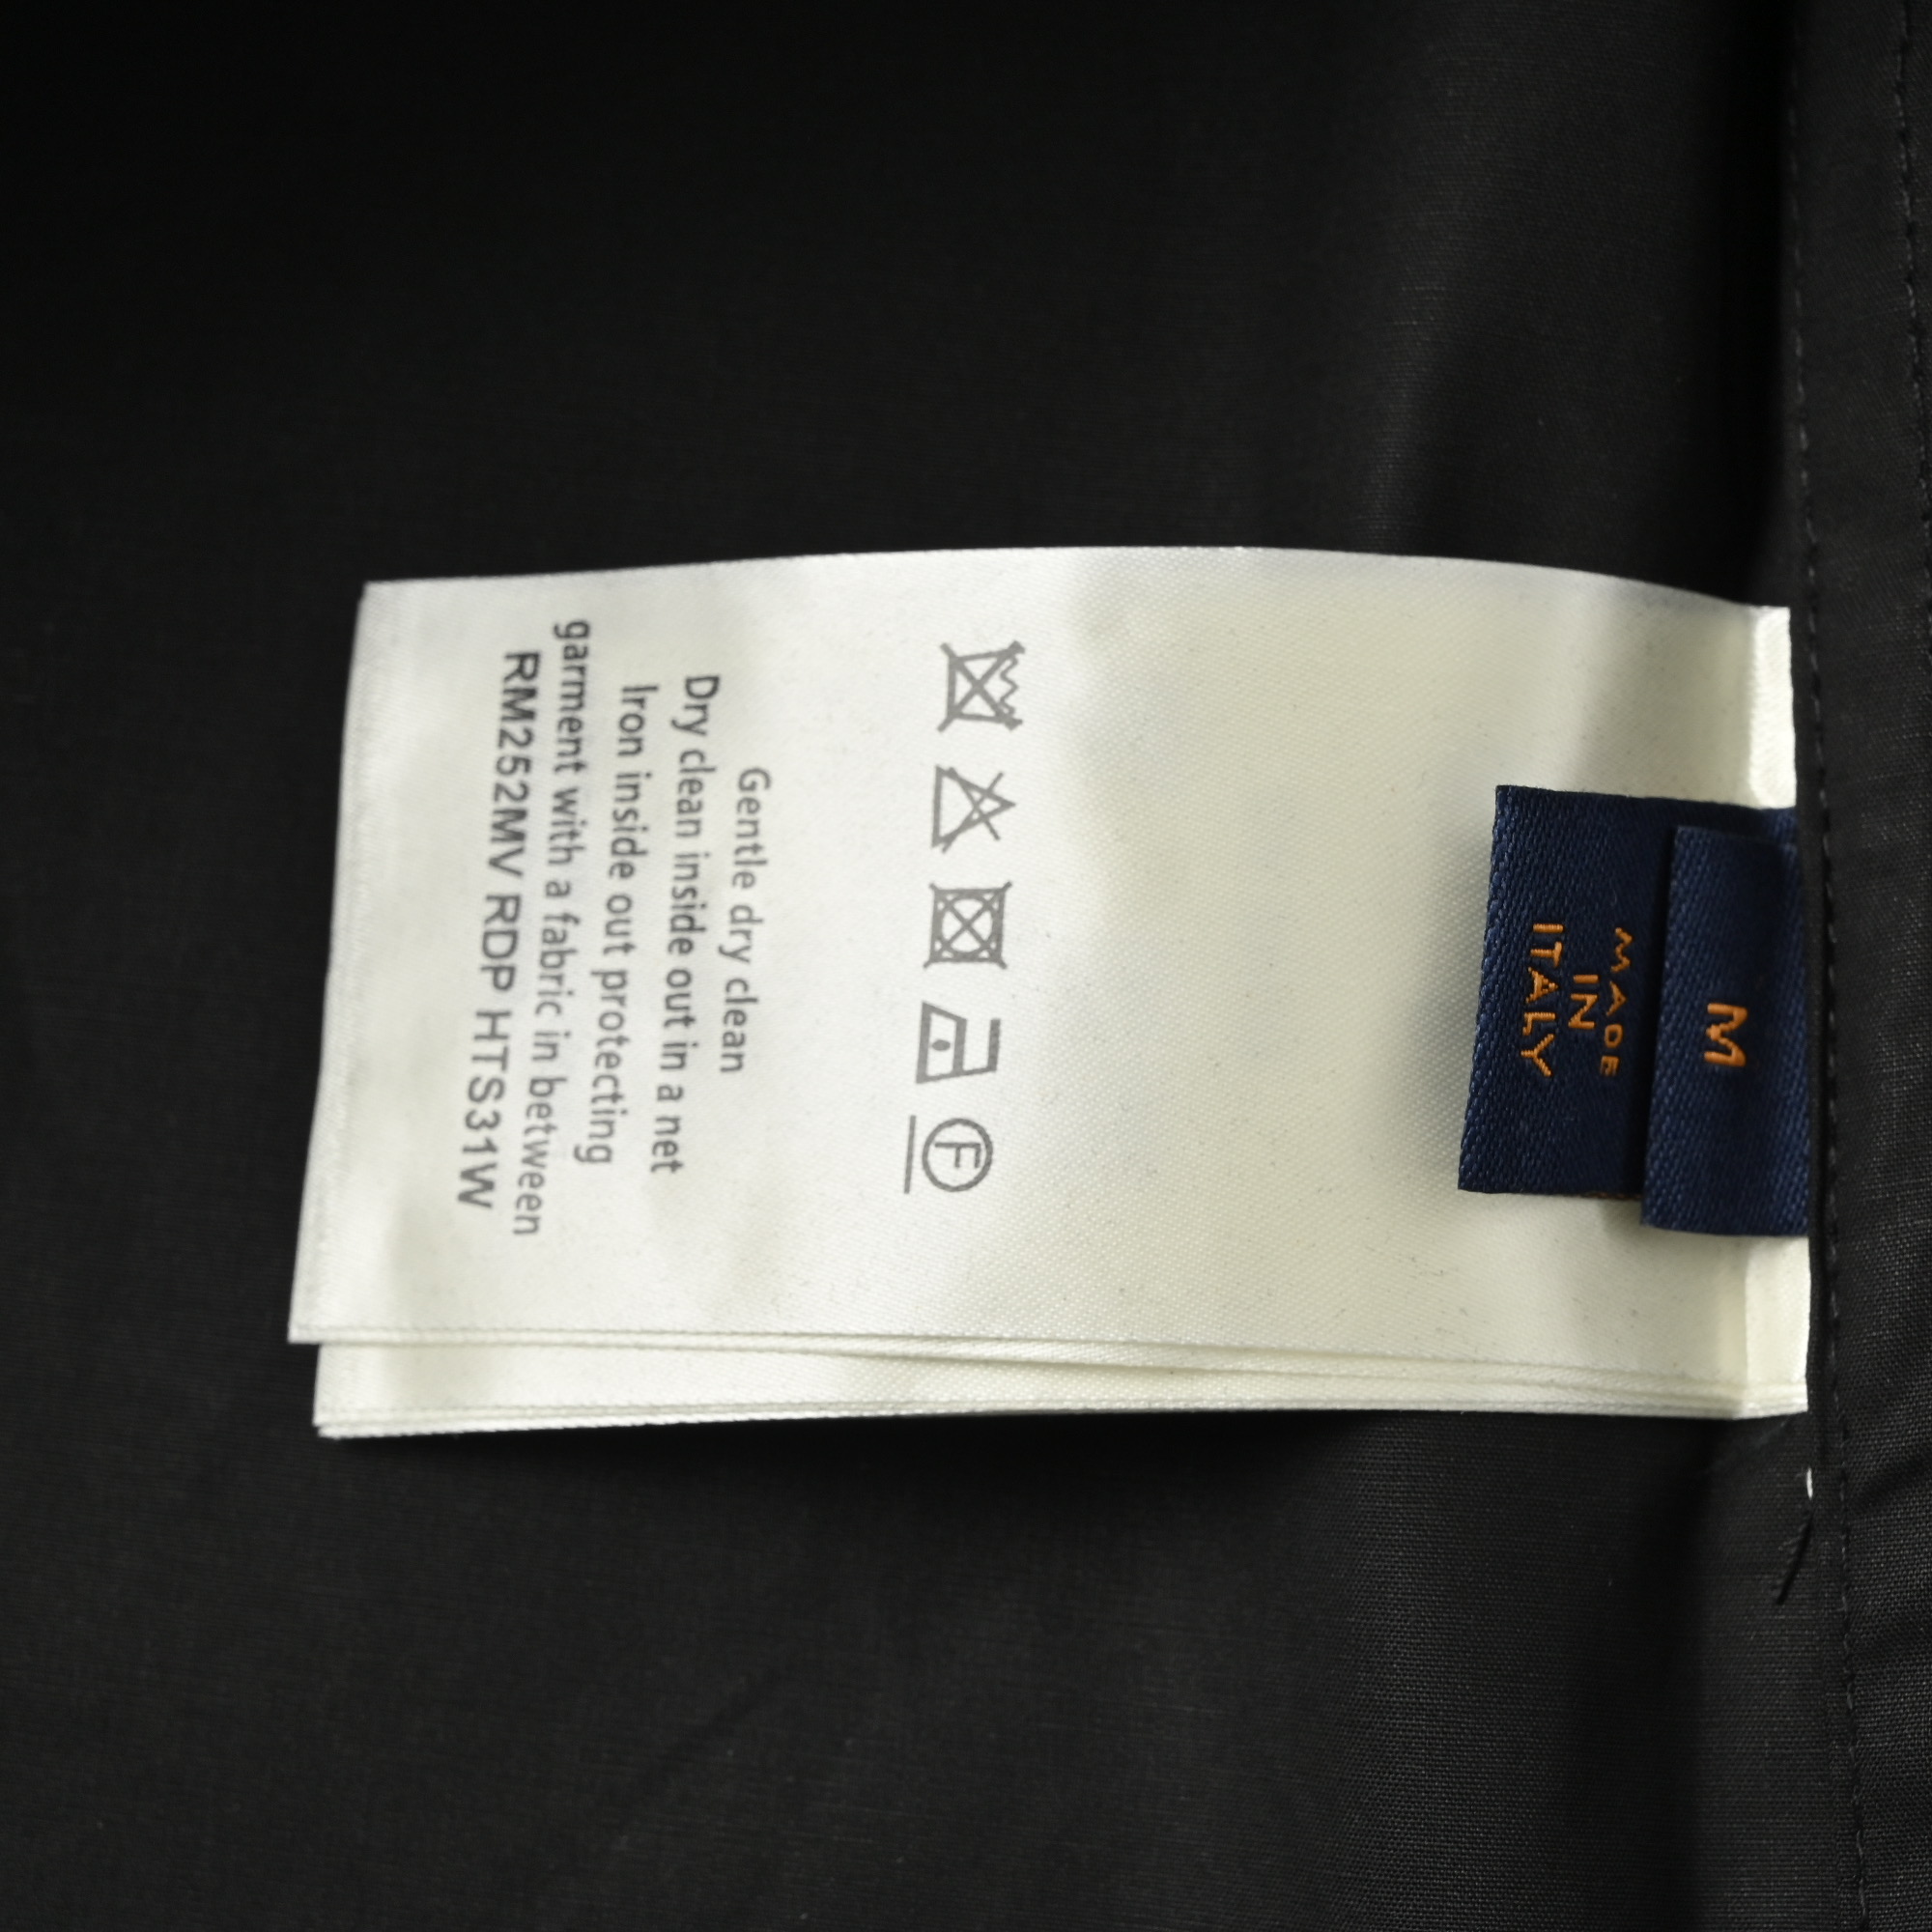 M
MADE
IN
ITALY
F
Gentle dry clean
Dry clean inside out in a net
Iron inside out protecting
garment with a fabric in between
RM252MV RDP HTS31W